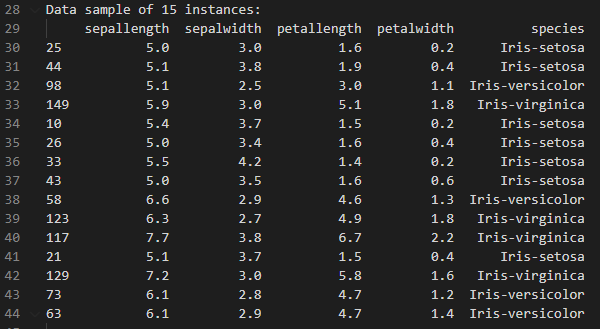 28 Data sample of 15 instances:
29 sepallength sepalwidth petallength petalwidth species
30 25 5.0 3.0 1.6 0.2 Iris-setosa
31 44 5.1 3.8 1.9 0.4 Iris-setosa
32 98 5.1 2.5 3.0 1.1 Iris-versicolor
33 149 5.9 3.0 5.1 1.8 Iris-virginica
34 10 5.4 3.7 1.5 0.2 Iris-setosa
35 26 5.0 3.4 1.6 0.4 Iris-setosa
36 33 5.5 4.2 1.4 0.2 Iris-setosa
37 43 5.0 3.5 1.6 0.6 Iris-setosa
38 58 6.6 2.9 4.6 1.3 Iris-versicolor
39 123 6.3 2.7 4.9 1.8 Iris-virginica
40 117 7.7 3.8 6.7 2.2 Iris-virginica
41 21 5.1 3.7 1.5 0.4 Iris-setosa
42 129 7.2 3.0 5.8 1.6 Iris-virginica
43 73 6.1 2.8 4.7 1.2 Iris-versicolor
44 63 6.1 2.9 4.7 1.4 Iris-versicolor